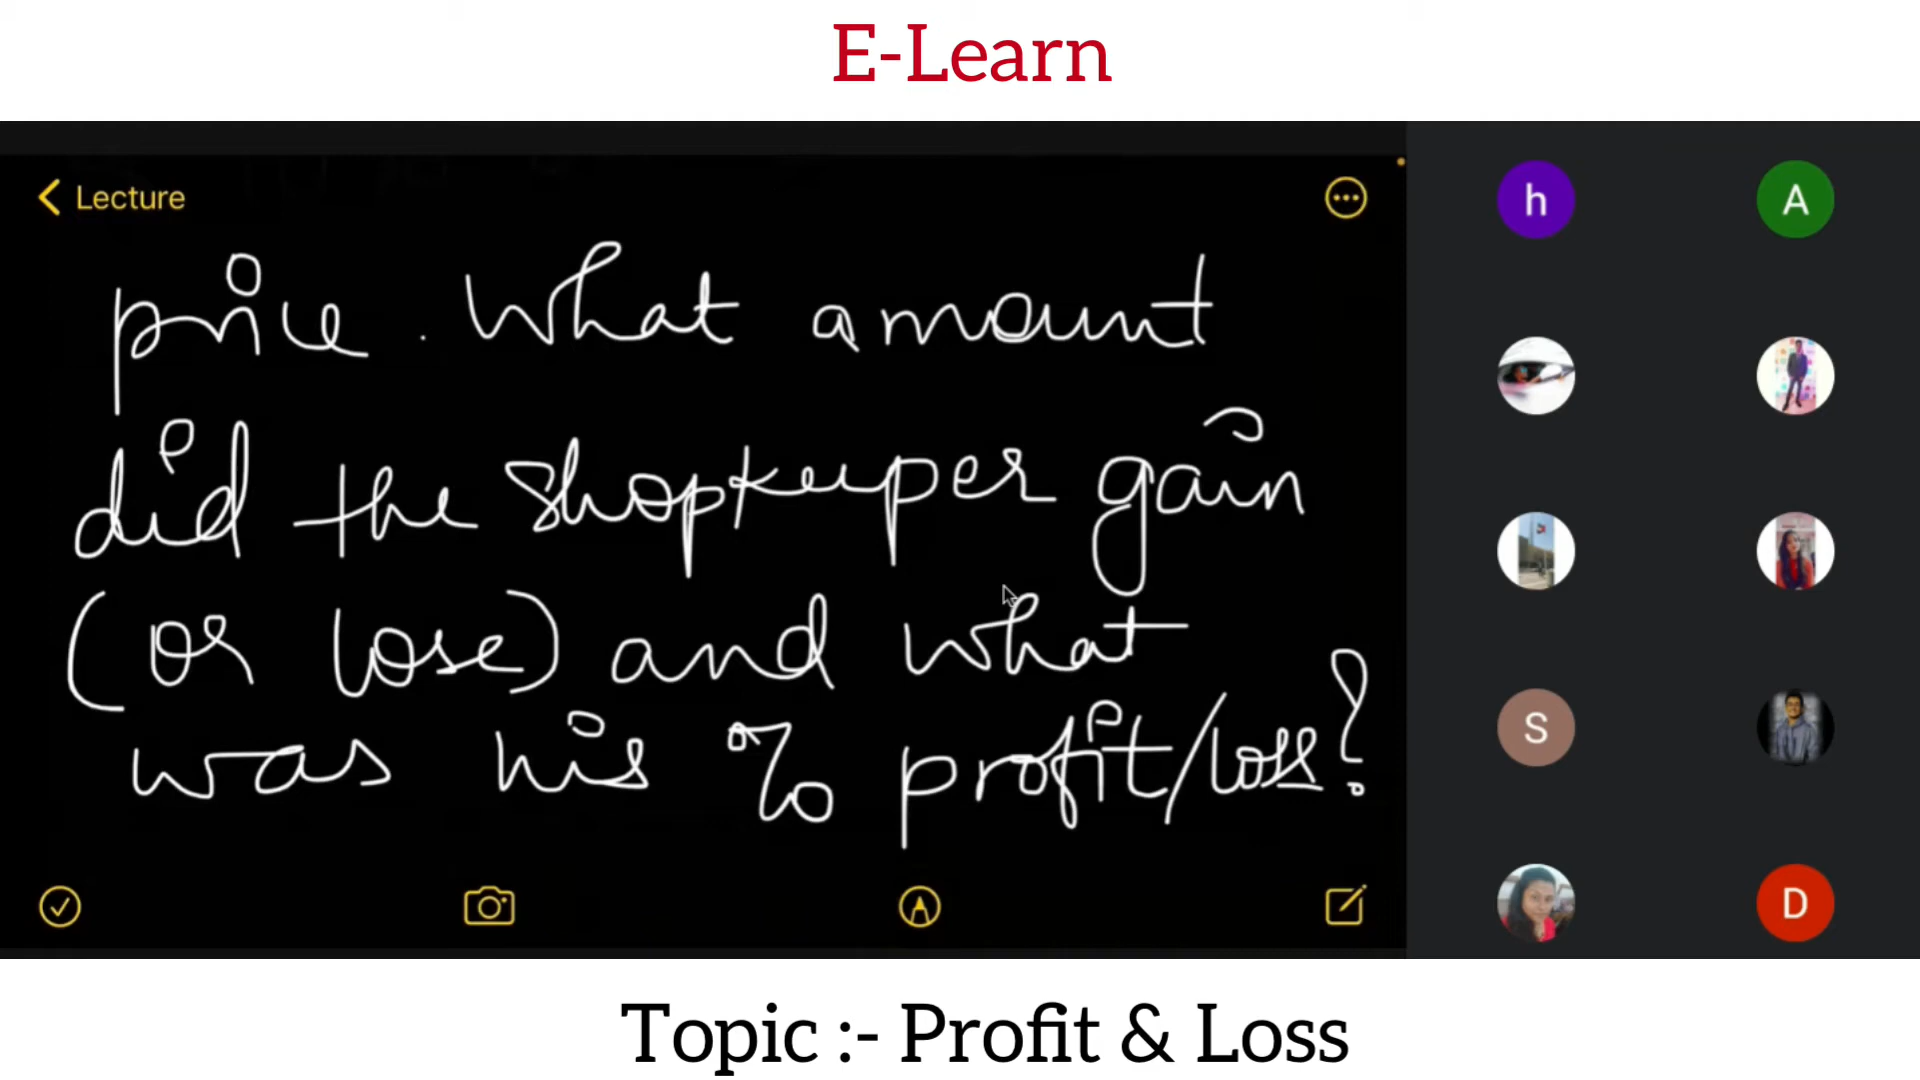 E-Learn
Lecture
price. What amount
did the shopkeeper gain
(or lose) and what
was his % profit/loss?
h
A
S
D
Topic :- Profit & Loss